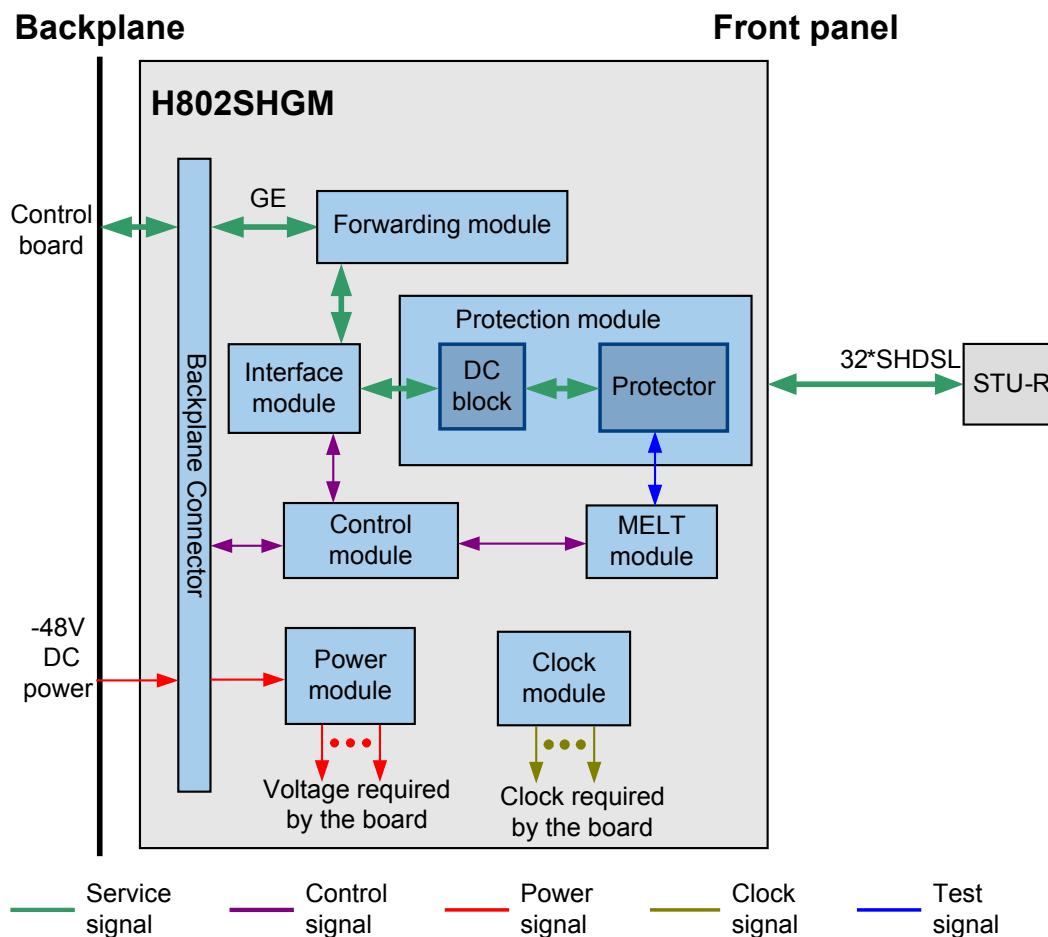 Backplane
Front panel
H802SHGM
Control
board
GE
Forwarding module
Backplane Connector
Protection module
Interface
module
DC
block
Protector
32*SHDSL
STU-R
Control
module
MELT
module
-48V
DC
power
Power
module
Clock
module
Voltage required
by the board
Clock required
by the board
Service
signal
Control
signal
Power
signal
Clock
signal
Test
signal